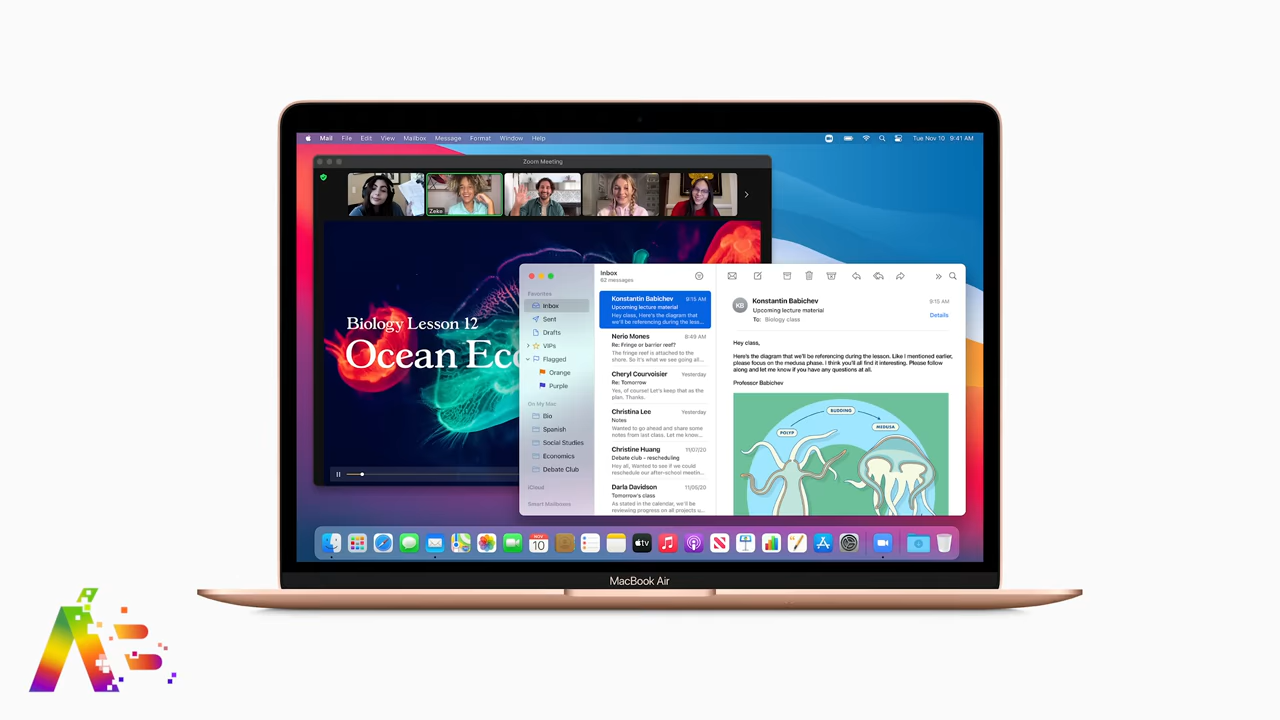 Mail File Edit View Mailbox Message Format Window Help
Tue Nov 10 9:41 AM
Zoom Meeting
Zeke
Biology Lesson 12
Ocean Eco
Favorites
Inbox
Sent
Drafts
VIPs
Flagged
Orange
Purple
On My Mac
Bio
Spanish
Social Studies
Economics
Debate Club
iCloud
Smart Mailboxes
Inbox
62 messages
Konstantin Babichev 9:15 AM
Upcoming lecture material
Hey class, Here's the diagram that
we'll be referencing during the less...
Nerio Mones 8:49 AM
Re: Fringe or barrier reef?
The fringe reef is attached to the
shore. So it's what we see going all...
Cheryl Courvoisier Yesterday
Re: Tomorrow
Yes, of course! Let's keep that as the
plan. Thanks.
Christina Lee Yesterday
Notes
Wanted to go ahead and share some
notes from last class. Let me know...
Christine Huang 11/07/20
Debate club – rescheduling
Hey all, Wanted to see if we could
reschedule our after-school meetin...
Darla Davidson 11/06/20
Tomorrow's class
As stated in the calendar, we'll be
reviewing progress on all projects u...
KB
Konstantin Babichev 9:15 AM
Upcoming lecture material
To: Biology class
Details
Hey class,
Here's the diagram that we'll be referencing during the lesson. Like I mentioned earlier,
please focus on the medusa phase. I think you'll all find it interesting. Please follow
along and let me know if you have any questions at all.
Professor Babichev
BUDDING
POLYP
MEDUSA
NOV
10
tv
MacBook Air
AE